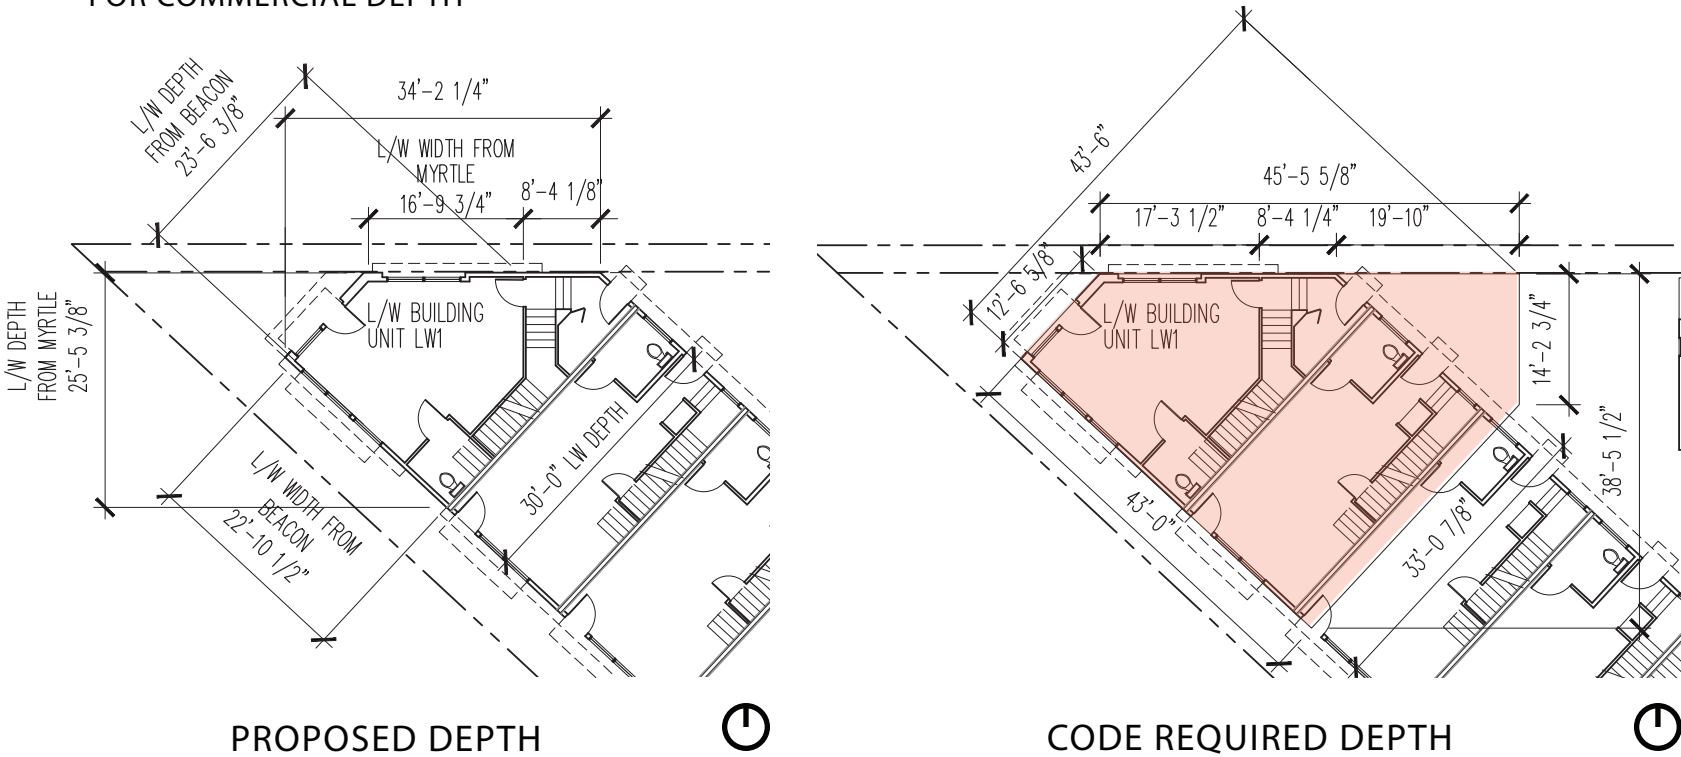 FOR COMMERCIAL DEPTH
L/W DEPTH
FROM BEACON
23'-6 3/8"
34'-2 1/4"
L/W WIDTH FROM
MYRTLE
16'-9 3/4"
8'-4 1/8"
L/W DEPTH
FROM MYRTLE
25'-5 3/8"
L/W BUILDING
UNIT LW1
30'-0" LW DEPTH
L/W WIDTH FROM
BEACON
22'-10 1/2"
PROPOSED DEPTH
43'-6"
45'-5 5/8"
17'-3 1/2"
8'-4 1/4"
19'-10"
12'-6 5/8"
L/W BUILDING
UNIT LW1
14'-2 3/4"
38'-5 1/2"
43'-0"
33'-0 7/8"
CODE REQUIRED DEPTH